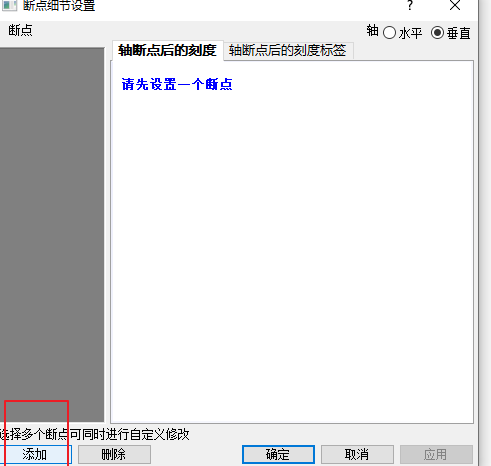 断点细节设置
断点
轴 水平 垂直
轴断点后的刻度 轴断点后的刻度标签
请先设置一个断点
选择多个断点可同时进行自定义修改
添加 删除 确定 取消 应用